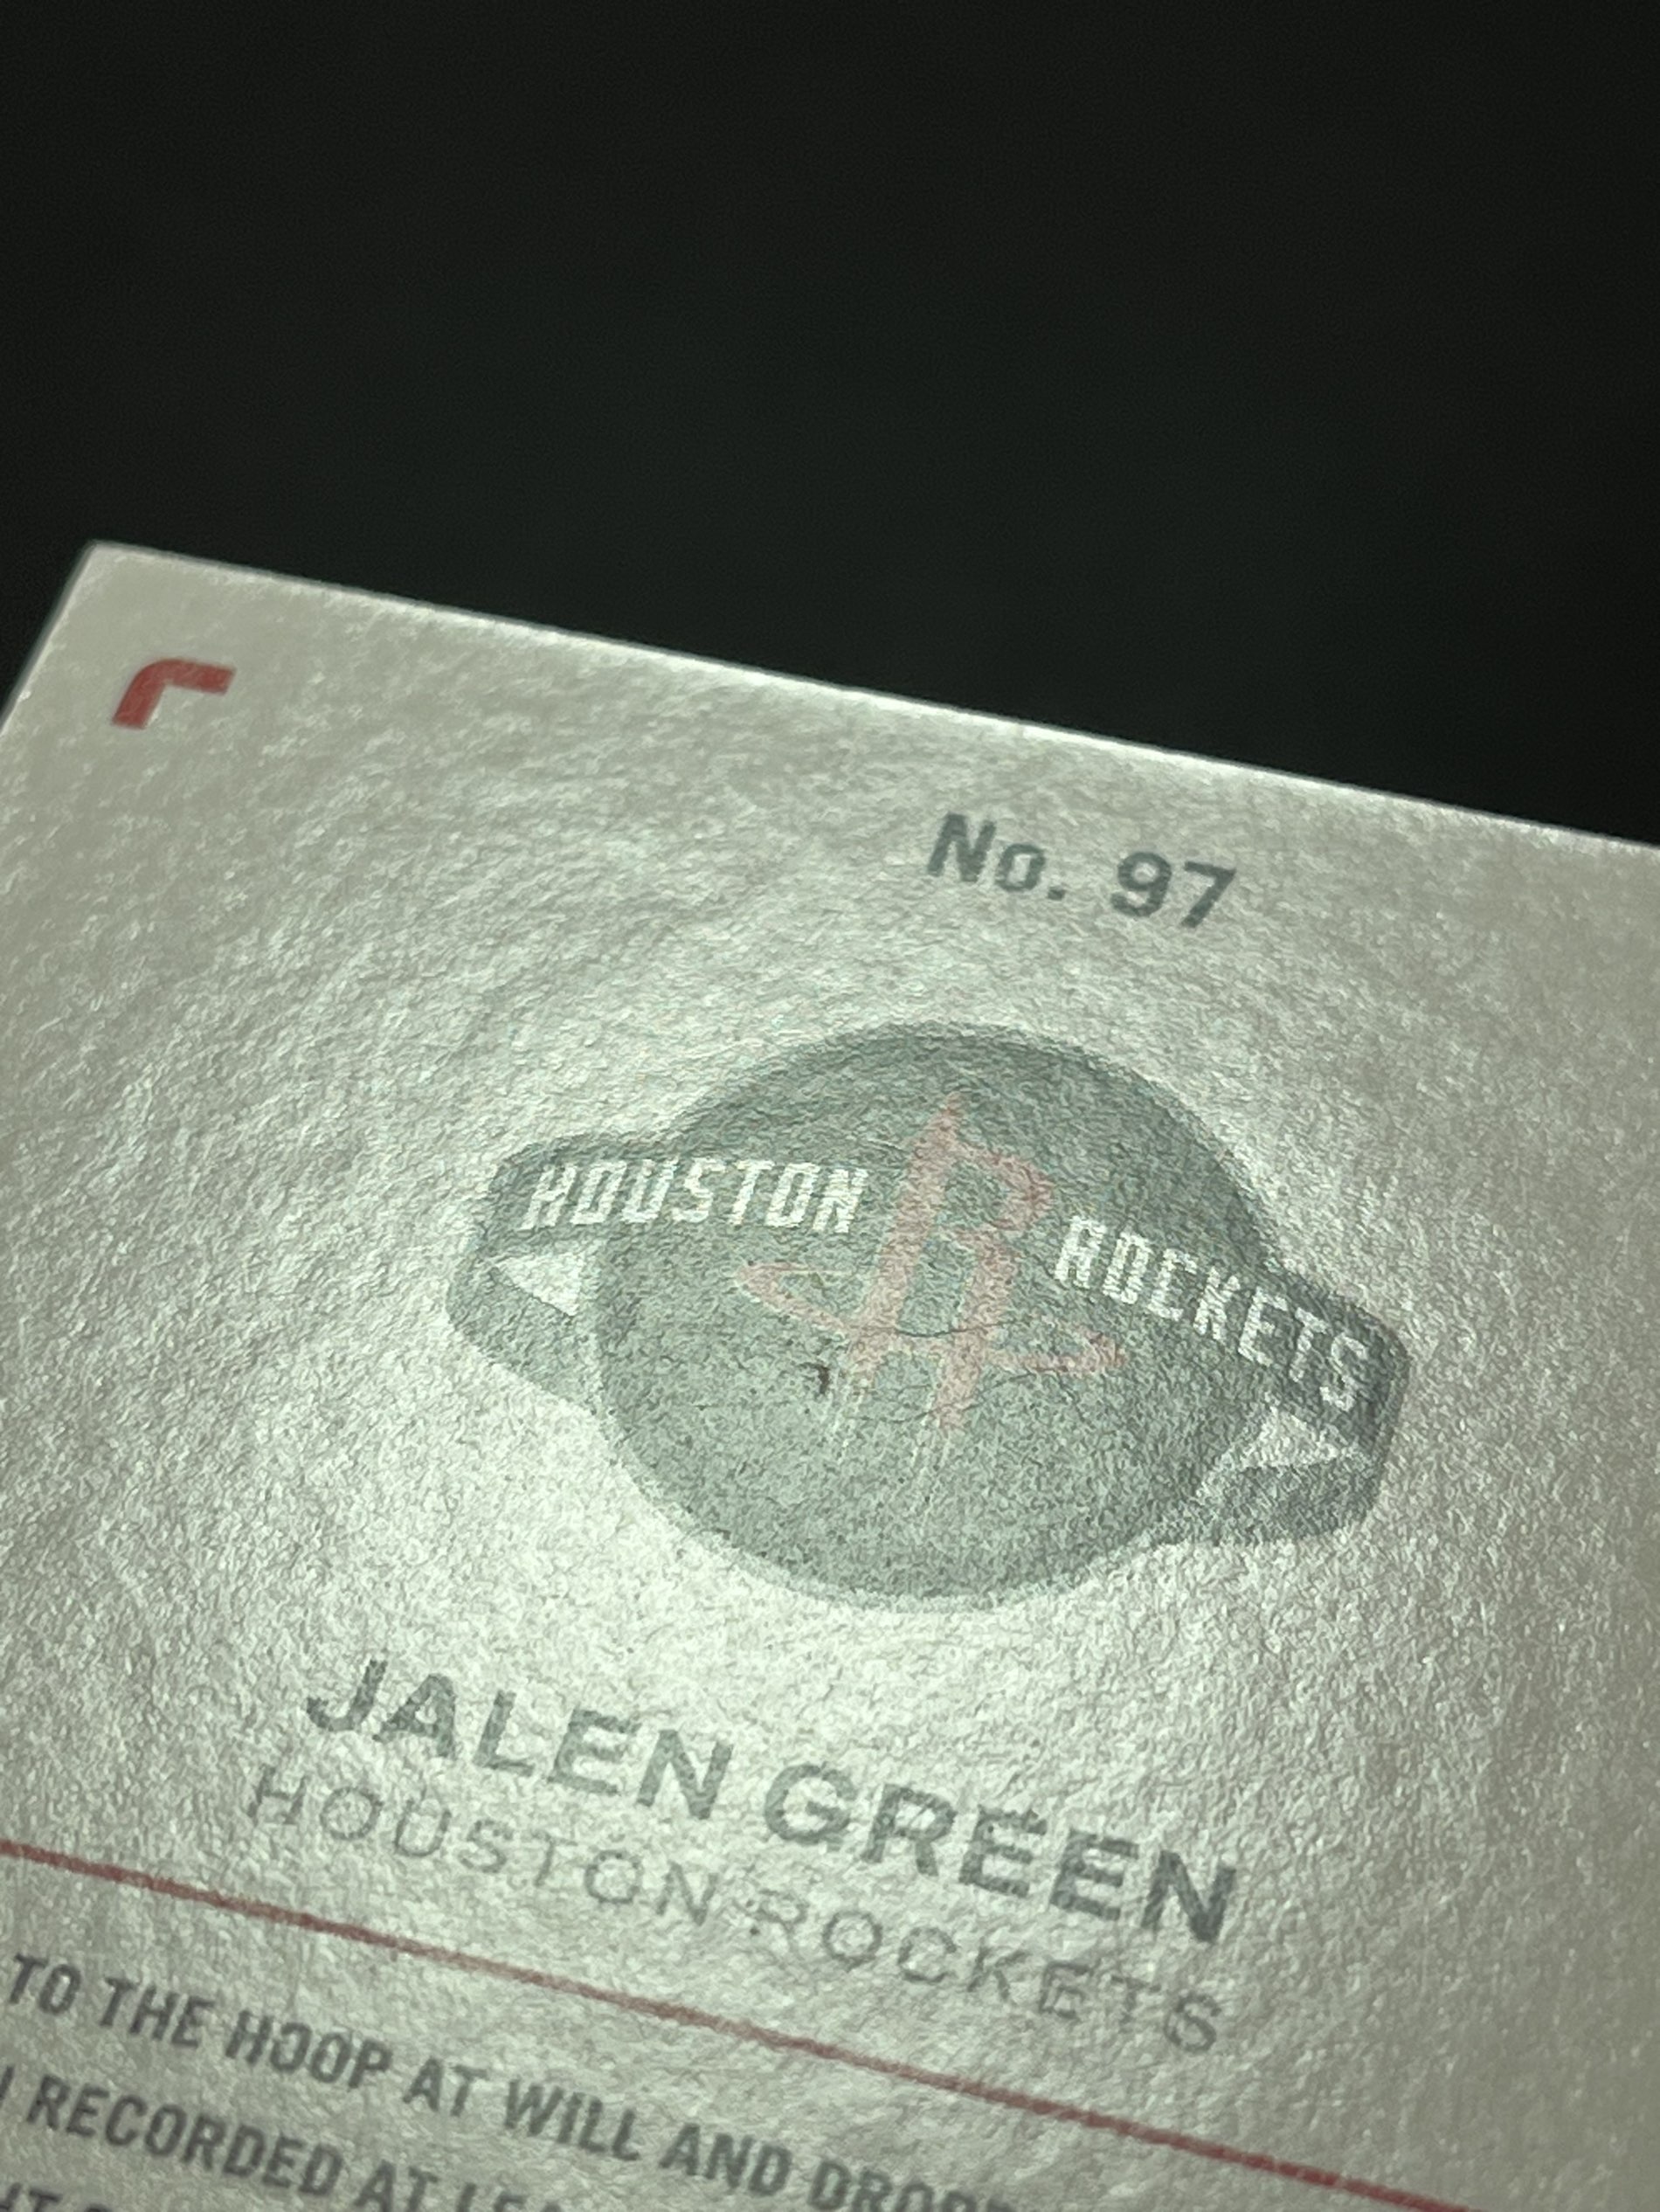 No. 97
HOUSTON ROCKETS
JALEN GREEN
HOUSTON ROCKETS
TO THE HOOP AT WILL AND
RECORDED AT